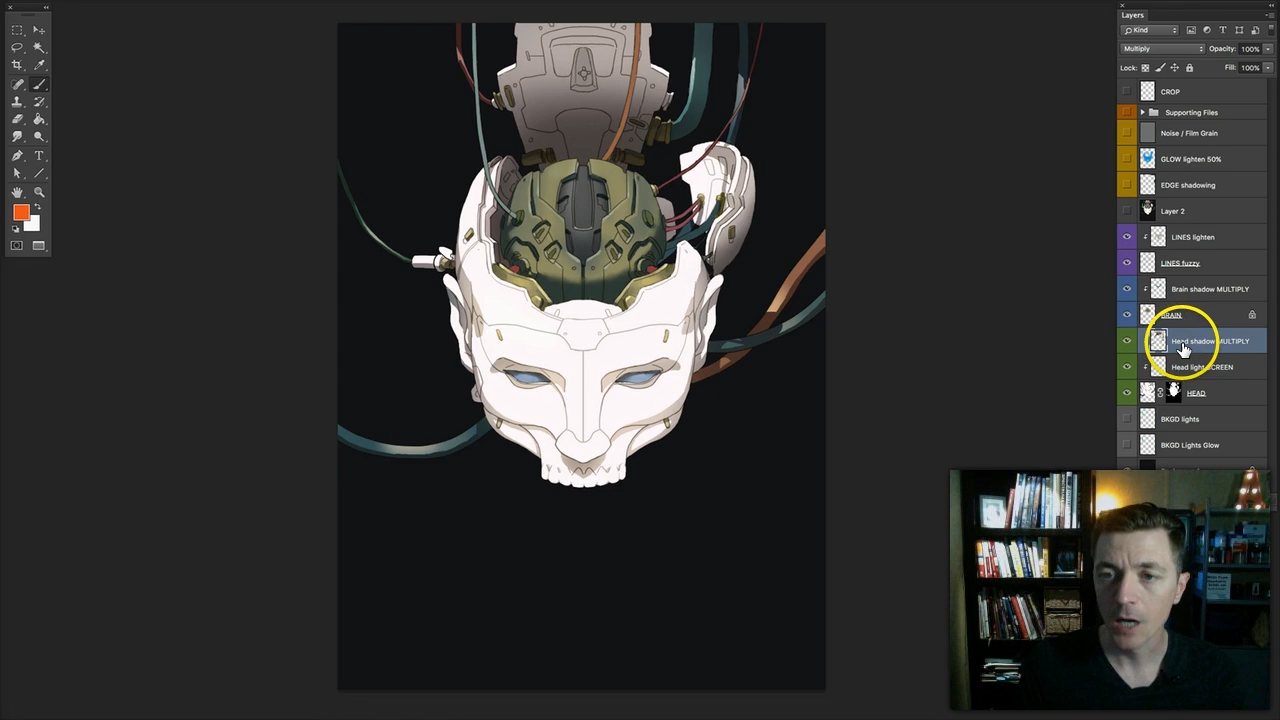 Layers
Kind
Multiply
Opacity: 100%
Lock:
Fill: 100%
CROP
Supporting Files
Noise / Film Grain
GLOW lighten 50%
EDGE shadowing
Layer 2
LINES lighten
LINES fuzzy
Brain shadow MULTIPLY
BRAIN
Head shadow MULTIPLY
Head light SCREEN
HEAD
BKGD lights
BKGD Lights Glow